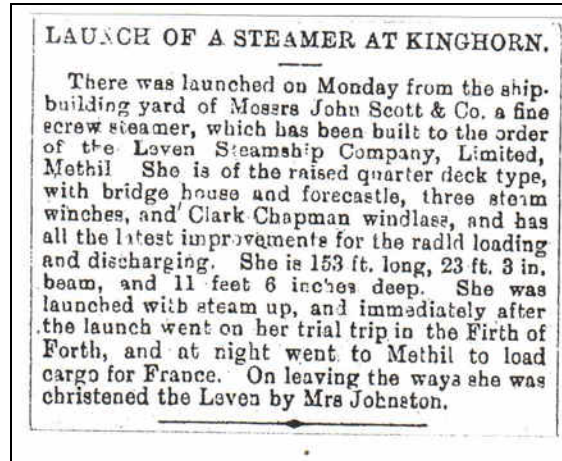 LAUNCH OF A STEAMER AT KINGHORN.
There was launched on Monday from the ship-
building yard of Messrs John Scott & Co. a fine
screw steamer, which has been built to the order
of the Leven Steamship Company, Limited,
Methil She is of the raised quarter deck type,
with bridge house and forecastle, three steam
winches, and Clark Chapman windlass, and has
all the latest improvements for the radld loading
and discharging. She is 153 ft. long, 23 ft. 3 in.
beam, and 11 feet 6 inches deep. She was
launched with steam up, and immediately after
the launch went on her trial trip in the Firth of
Forth, and at night went to Methil to load
cargo for France. On leaving the ways she was
christened the Leven by Mrs Johnston.